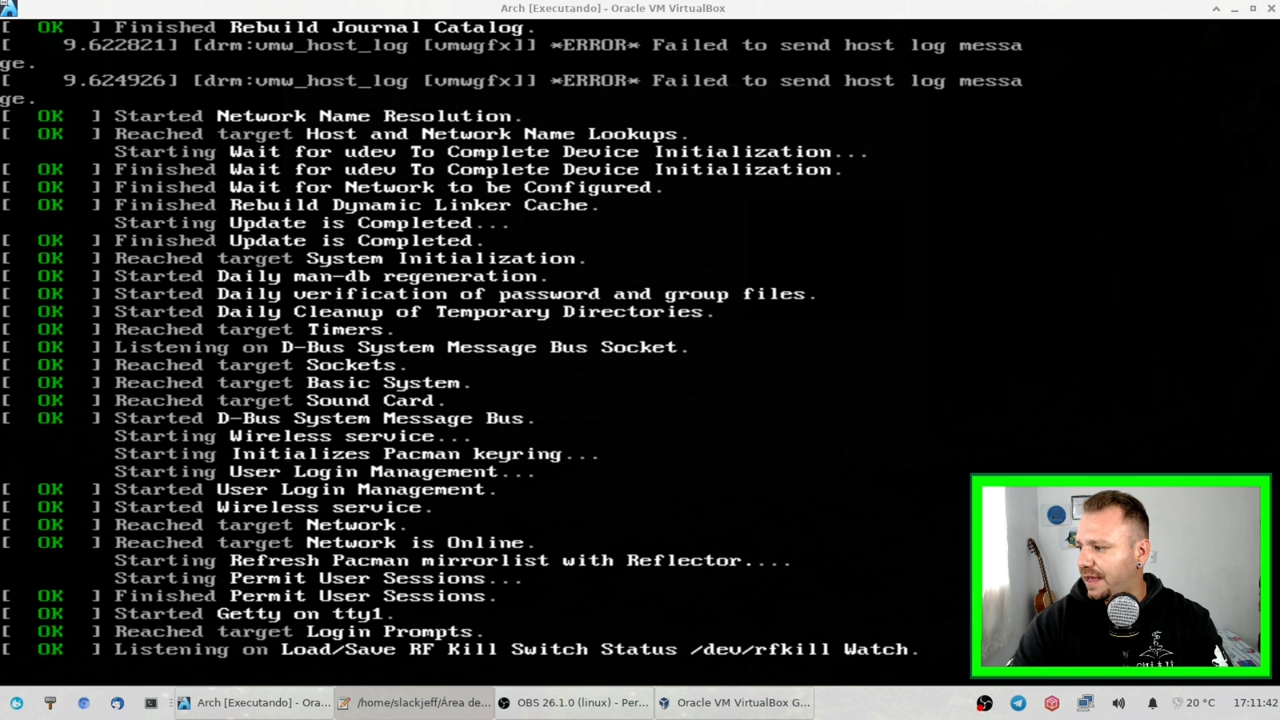 Arch [Executando] - Oracle VM VirtualBox
[ OK ] Finished Rebuild Journal Catalog.
[ 9.622821] [drm:vmw_host_log [vmwgfx]] *ERROR* Failed to send host log messa
ge.
[ 9.624926] [drm:vmw_host_log [vmwgfx]] *ERROR* Failed to send host log messa
ge.
[ OK ] Started Network Name Resolution.
[ OK ] Reached target Host and Network Name Lookups.
Starting Wait for udev To Complete Device Initialization...
[ OK ] Finished Wait for udev To Complete Device Initialization.
[ OK ] Finished Wait for Network to be Configured.
[ OK ] Finished Rebuild Dynamic Linker Cache.
Starting Update is Completed...
[ OK ] Finished Update is Completed.
[ OK ] Reached target System Initialization.
[ OK ] Started Daily man-db regeneration.
[ OK ] Started Daily verification of password and group files.
[ OK ] Started Daily Cleanup of Temporary Directories.
[ OK ] Reached target Timers.
[ OK ] Listening on D-Bus System Message Bus Socket.
[ OK ] Reached target Sockets.
[ OK ] Reached target Basic System.
[ OK ] Reached target Sound Card.
[ OK ] Started D-Bus System Message Bus.
Starting Wireless service...
Starting Initializes Pacman keyring...
Starting User Login Management...
[ OK ] Started User Login Management.
[ OK ] Started Wireless service.
[ OK ] Reached target Network.
[ OK ] Reached target Network is Online.
Starting Refresh Pacman mirrorlist with Reflector....
Starting Permit User Sessions...
[ OK ] Finished Permit User Sessions.
[ OK ] Started Getty on tty1.
[ OK ] Reached target Login Prompts.
[ OK ] Listening on Load/Save RF Kill Switch Status /dev/rfkill Watch.
Arch [Executando] - Ora... /home/slackjeff/Área de... OBS 26.1.0 (linux) - Per... Oracle VM VirtualBox G... 20 °C 17:11:42